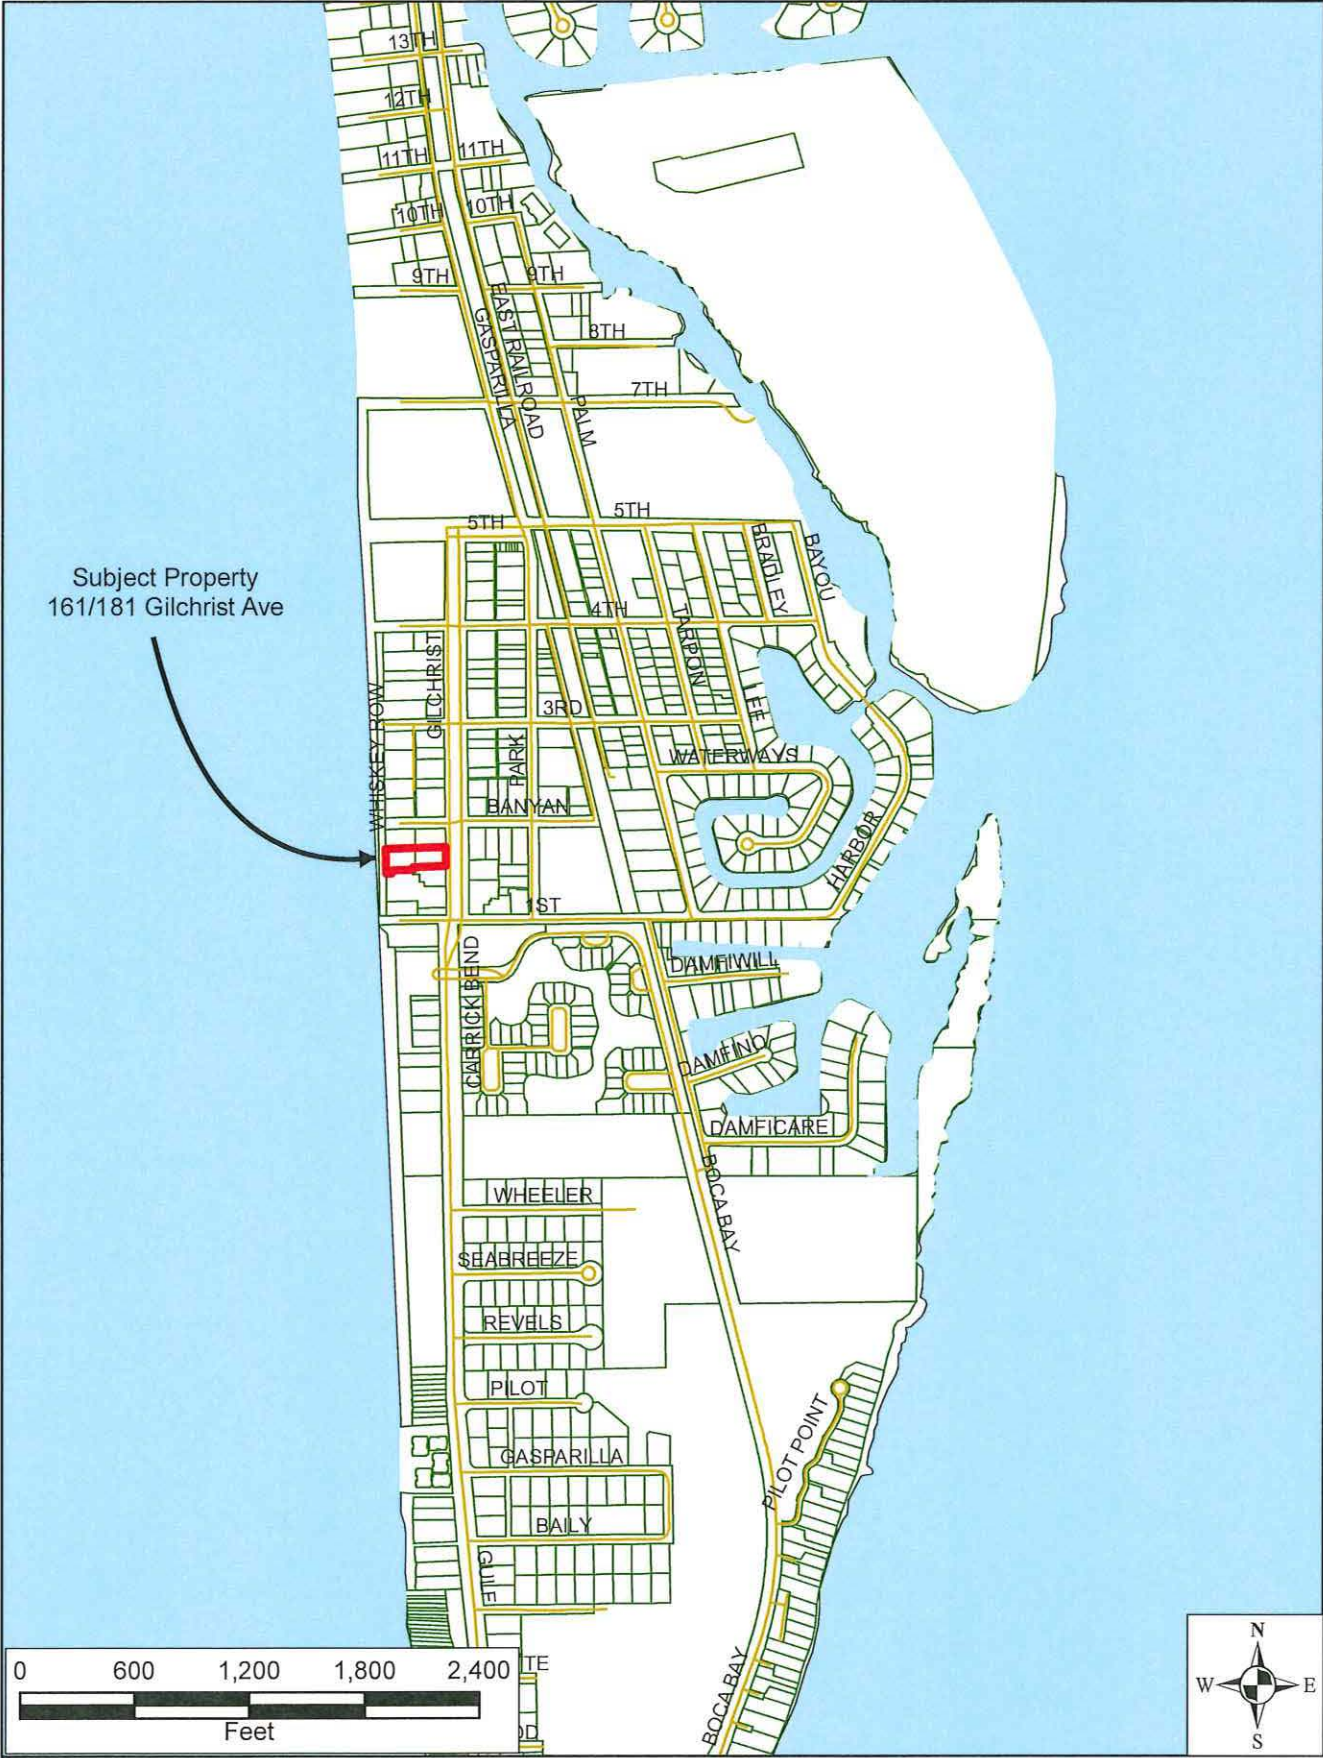 13TH
12TH
11TH
11TH
10TH
10TH
9TH
9TH
EAST RAILROAD
GASPARILLA
8TH
7TH
PALM
5TH
5TH
BRADLEY
BAYOU
Subject Property
161/181 Gilchrist Ave
4TH
TARPON
GILCHRIST
WHISKEY ROW
LEE
3RD
PARK
WATERWAYS
BANYAN
HARBOR
1ST
CARRICK BEND
DAMFIWILL
DAMFINO
DAMFICARE
BOCA BAY
WHEELER
SEABREEZE
REVELS
PILOT
PILOT POINT
GASPARILLA
BAILY
GULF
BOCA BAY
TE
OD
0 600 1,200 1,800 2,400
Feet
N
W E
S